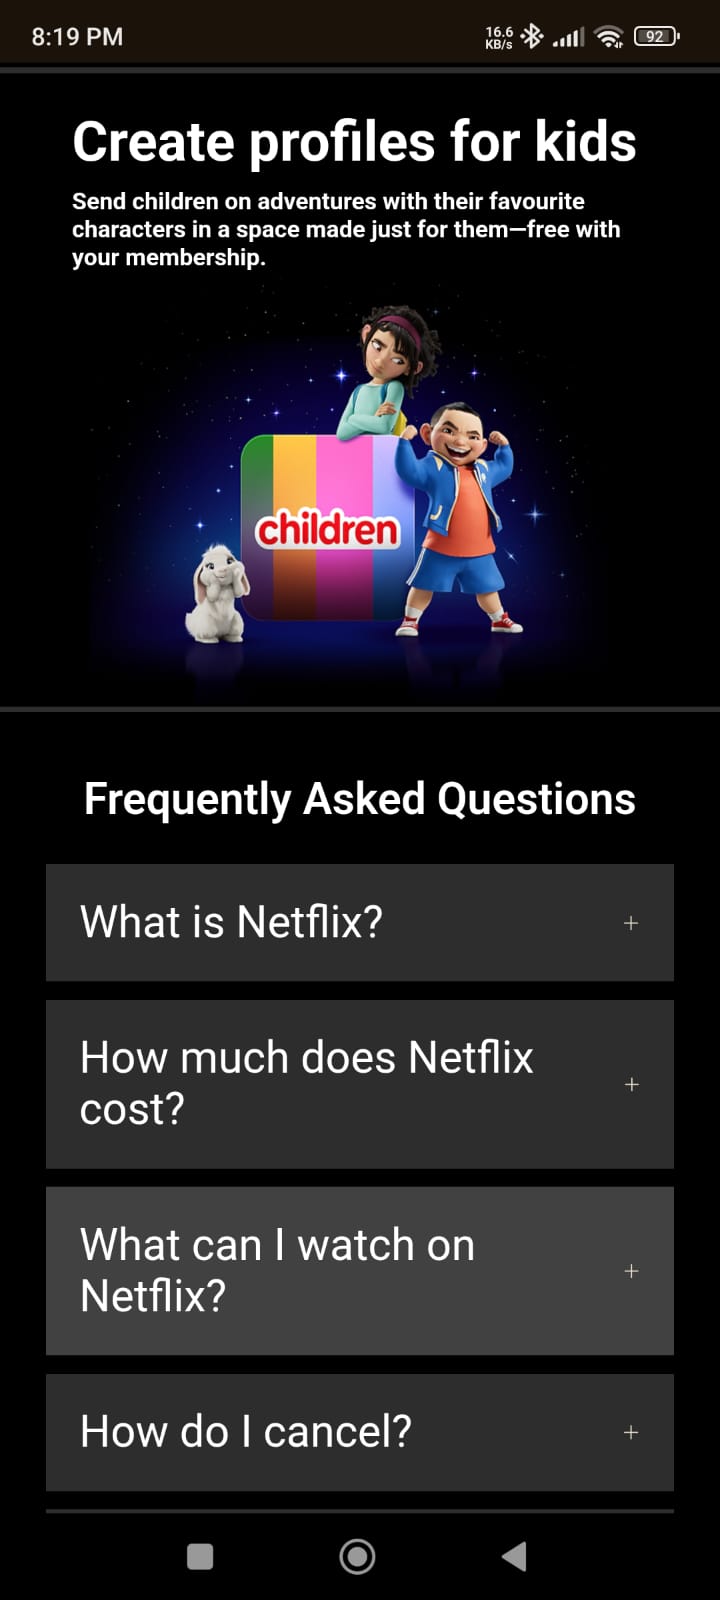 8:19 PM
16.6
KB/s
92
Create profiles for kids
Send children on adventures with their favourite
characters in a space made just for them—free with
your membership.
children
Frequently Asked Questions
What is Netflix?
+
How much does Netflix
cost?
+
What can I watch on
Netflix?
+
How do I cancel?
+